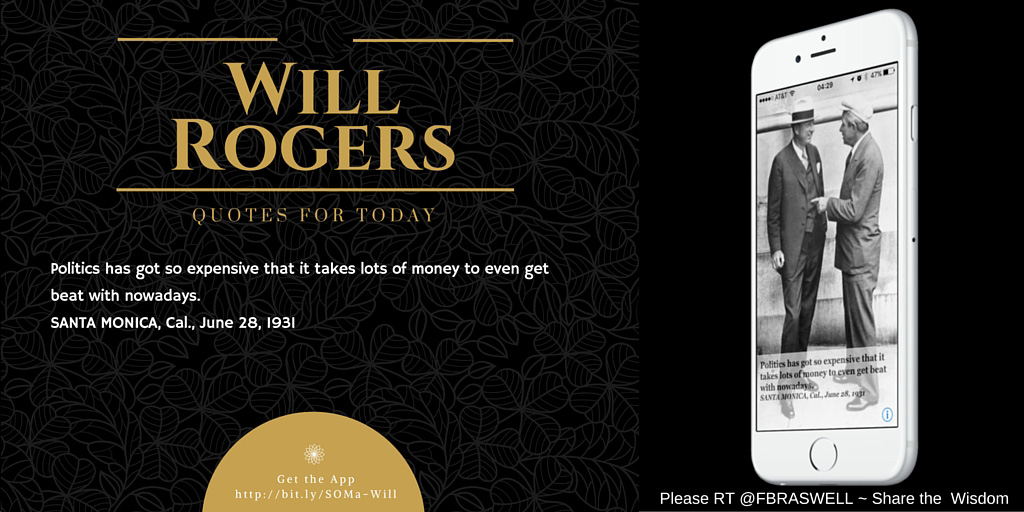 WILL
ROGERS
QUOTES FOR TODAY
Politics has got so expensive that it takes lots of money to even get
beat with nowadays.
SANTA MONICA, Cal., June 28, 1931
Get the App
http://bit.ly/SOMa-Will
AT&T
04:29
47%
Politics has got so expensive that it
takes lots of money to even get beat
with nowadays.
SANTA MONICA, Cal., June 28, 1931
Please RT @FBRASWELL ~ Share the Wisdom